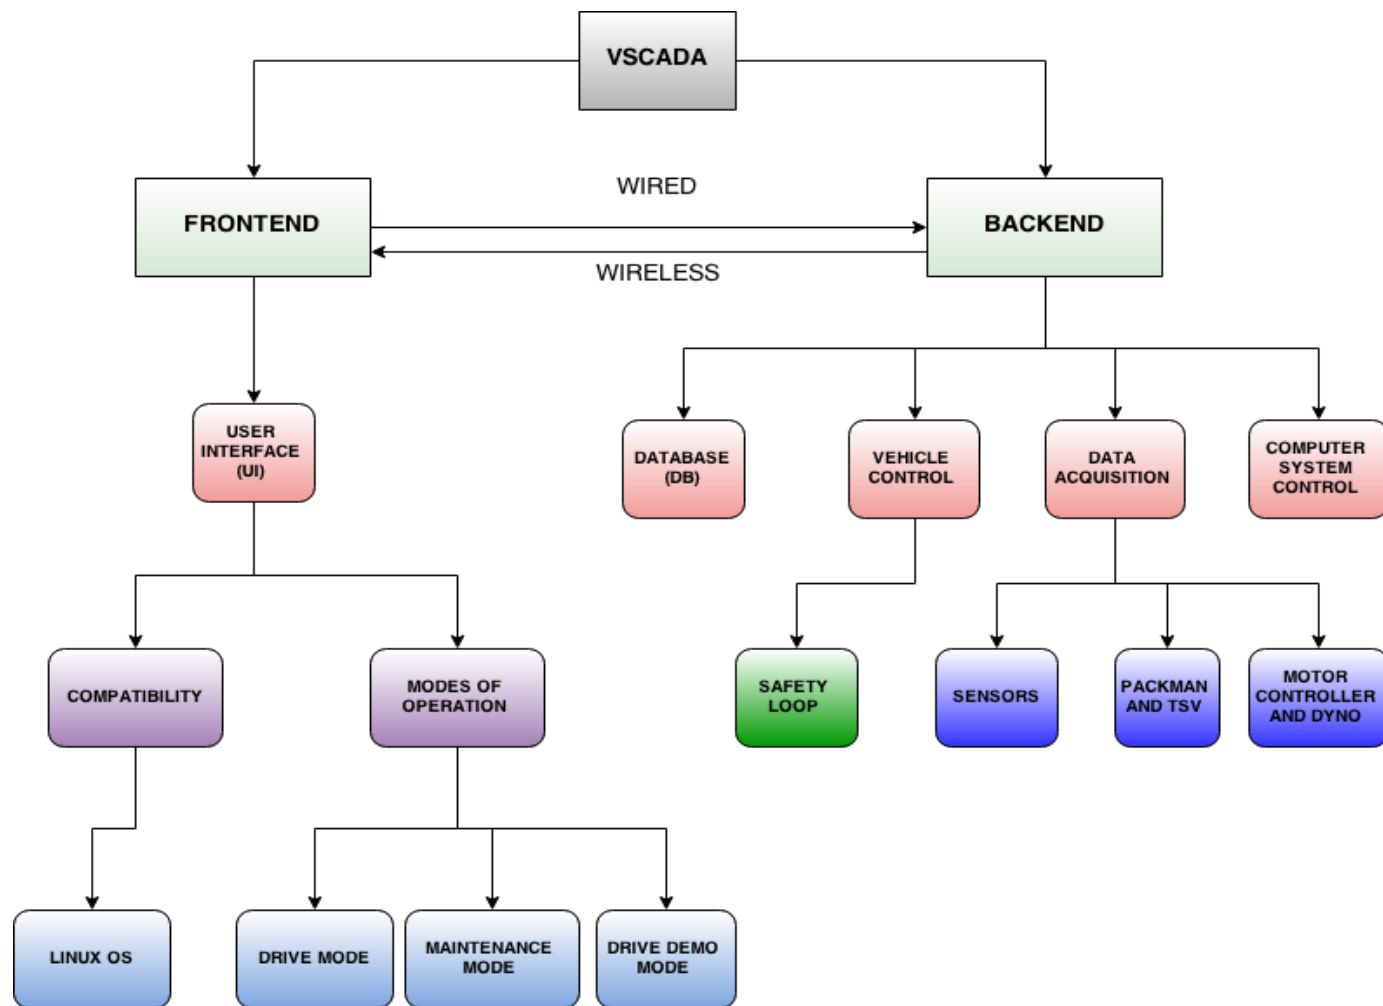 VSCADA
WIRED
FRONTEND
BACKEND
WIRELESS
USER
INTERFACE
(UI)
DATABASE
(DB)
VEHICLE
CONTROL
DATA
ACQUISITION
COMPUTER
SYSTEM
CONTROL
COMPATIBILITY
MODES OF
OPERATION
SAFETY
LOOP
SENSORS
PACKMAN
AND TSV
MOTOR
CONTROLLER
AND DYNO
LINUX OS
DRIVE MODE
MAINTENANCE
MODE
DRIVE DEMO
MODE